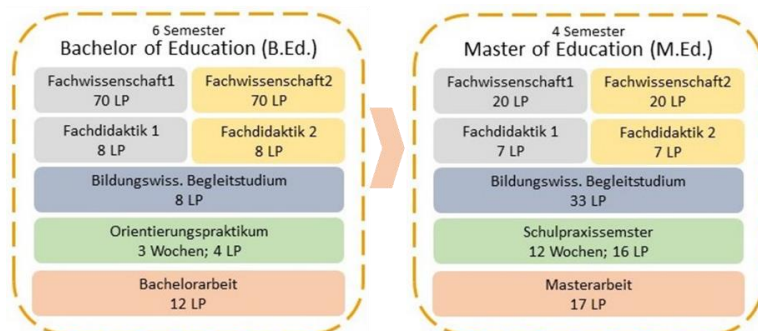 6 Semester
Bachelor of Education (B.Ed.)
Fachwissenschaft1
70 LP
Fachwissenschaft2
70 LP
Fachdidaktik 1
8 LP
Fachdidaktik 2
8 LP
Bildungswiss. Begleitstudium
8 LP
Orientierungspraktikum
3 Wochen; 4 LP
Bachelorarbeit
12 LP
4 Semester
Master of Education (M.Ed.)
Fachwissenschaft1
20 LP
Fachwissenschaft2
20 LP
Fachdidaktik 1
7 LP
Fachdidaktik 2
7 LP
Bildungswiss. Begleitstudium
33 LP
Schulpraxissemster
12 Wochen; 16 LP
Masterarbeit
17 LP